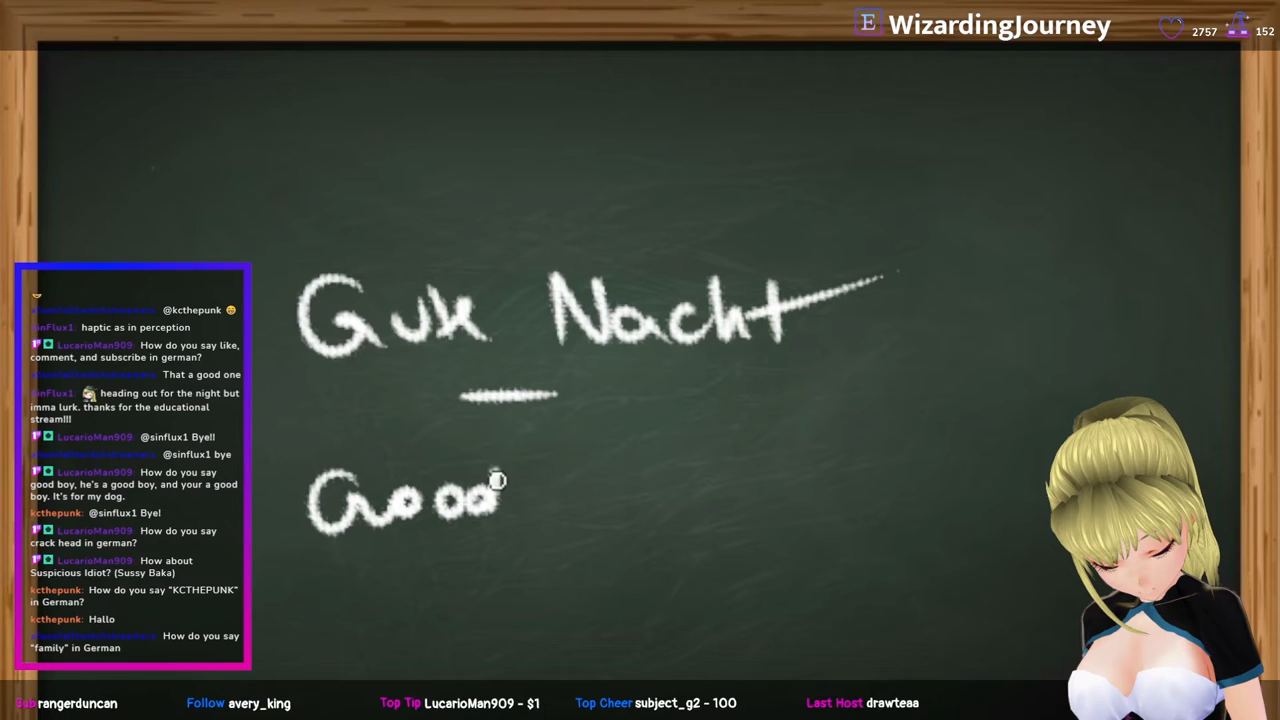 E WizardingJourney
2757
152
Gute Nacht
Good
@kcthepunk
sinFlux1: haptic as in perception
LucarioMan909: How do you say like,
comment, and subscribe in german?
That a good one
sinFlux1: heading out for the night but
imma lurk. thanks for the educational
stream!!!
LucarioMan909: @sinflux1 Bye!!
@sinflux1 bye
LucarioMan909: How do you say
good boy, he's a good boy, and your a good
boy. It's for my dog.
kcthepunk: @sinflux1 Bye!
LucarioMan909: How do you say
crack head in german?
LucarioMan909: How about
Suspicious Idiot? (Sussy Baka)
kcthepunk: How do you say "KCTHEPUNK"
in German?
kcthepunk: Hallo
How do you say
"family" in German
Sub rangerduncan
Follow avery_king
Top Tip LucarioMan909 - $1
Top Cheer subject_g2 - 100
Last Host drawteaa